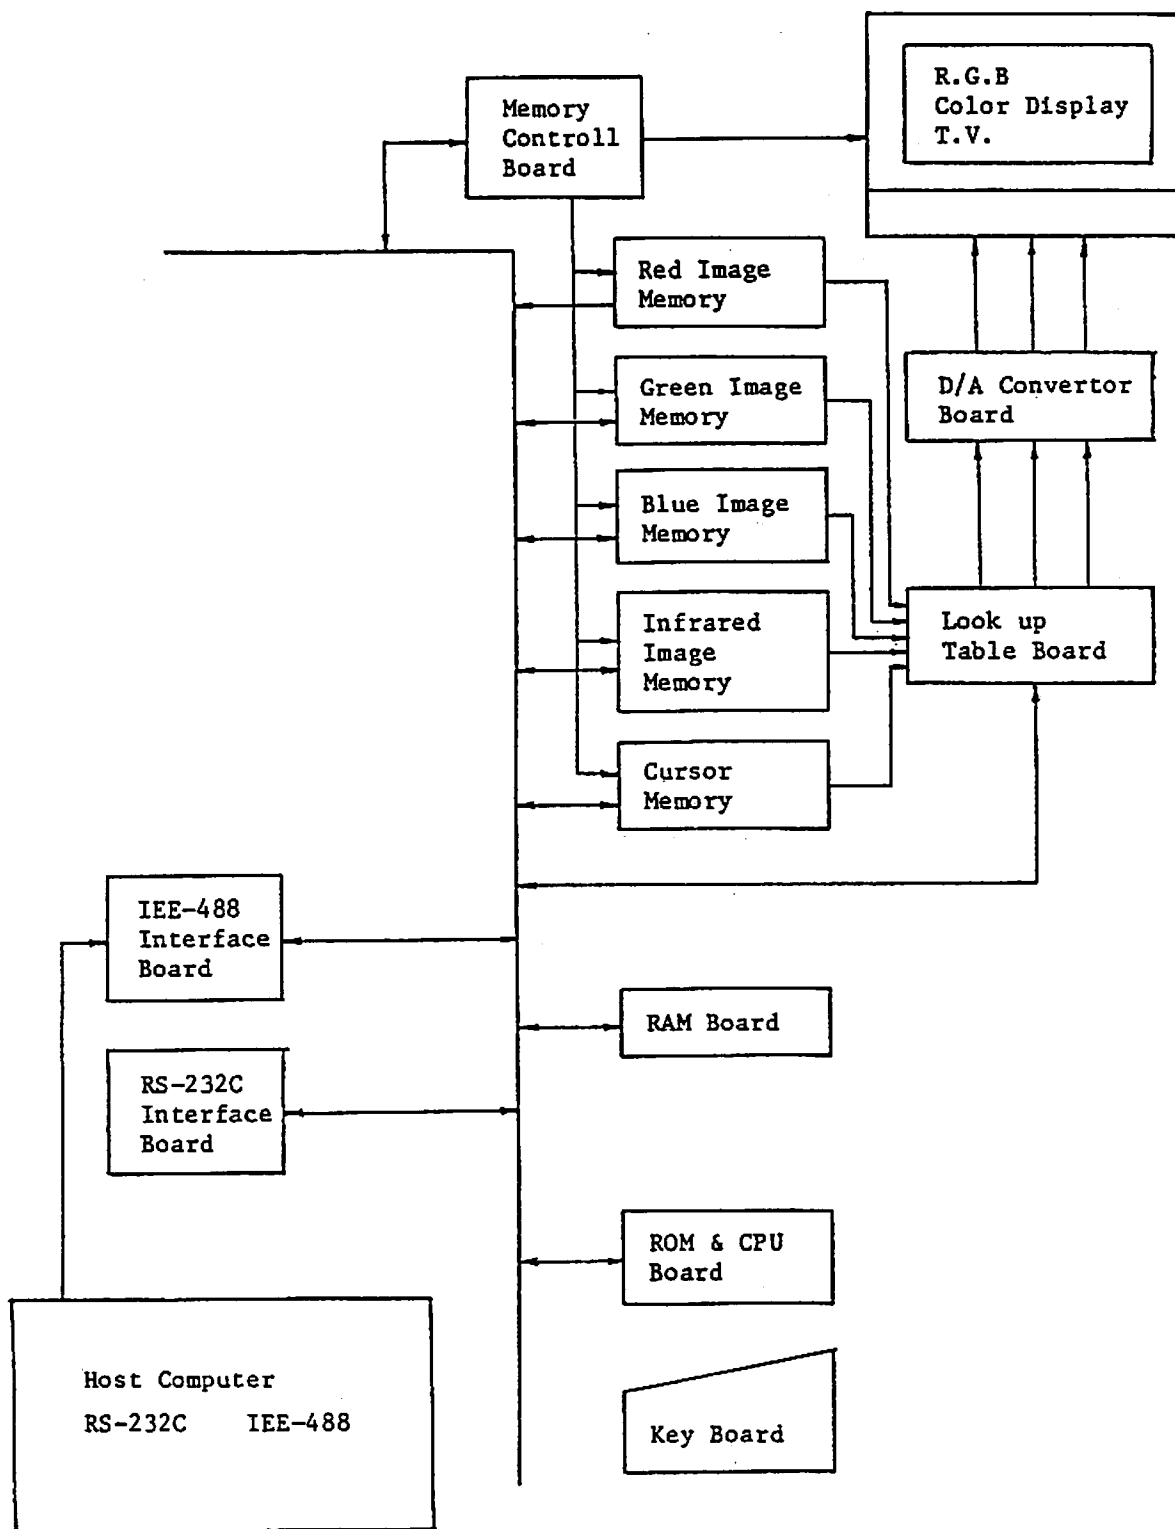 R.G.B
Color Display
T.V.
Memory
Controll
Board
Red Image
Memory
Green Image
Memory
D/A Convertor
Board
Blue Image
Memory
Infrared
Image
Memory
Look up
Table Board
Cursor
Memory
IEE-488
Interface
Board
RAM Board
RS-232C
Interface
Board
ROM & CPU
Board
Host Computer
RS-232C IEE-488
Key Board